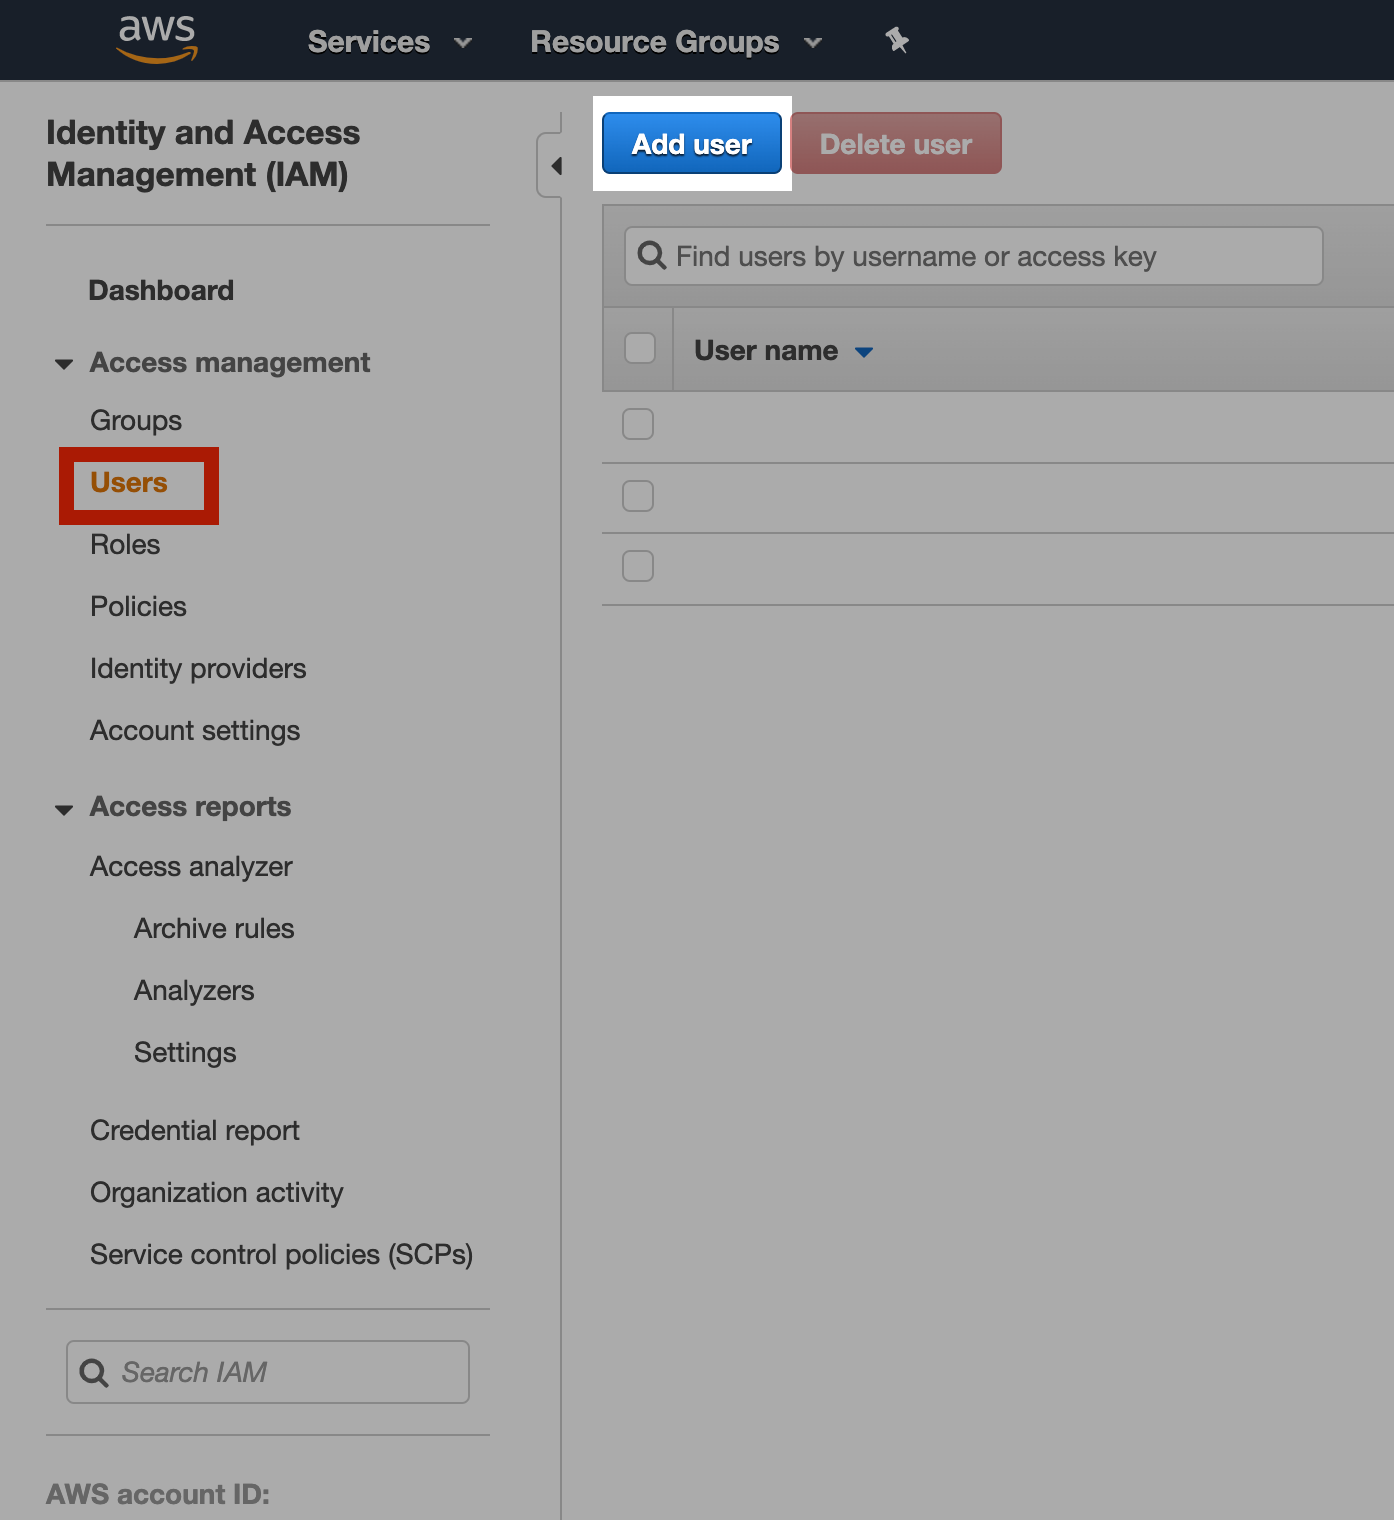 aws
Services
Resource Groups
Identity and Access
Management (IAM)
Dashboard
Access management
Groups
Users
Roles
Policies
Identity providers
Account settings
Access reports
Access analyzer
Archive rules
Analyzers
Settings
Credential report
Organization activity
Service control policies (SCPs)
Search IAM
AWS account ID:
Add user
Delete user
Find users by username or access key
User name